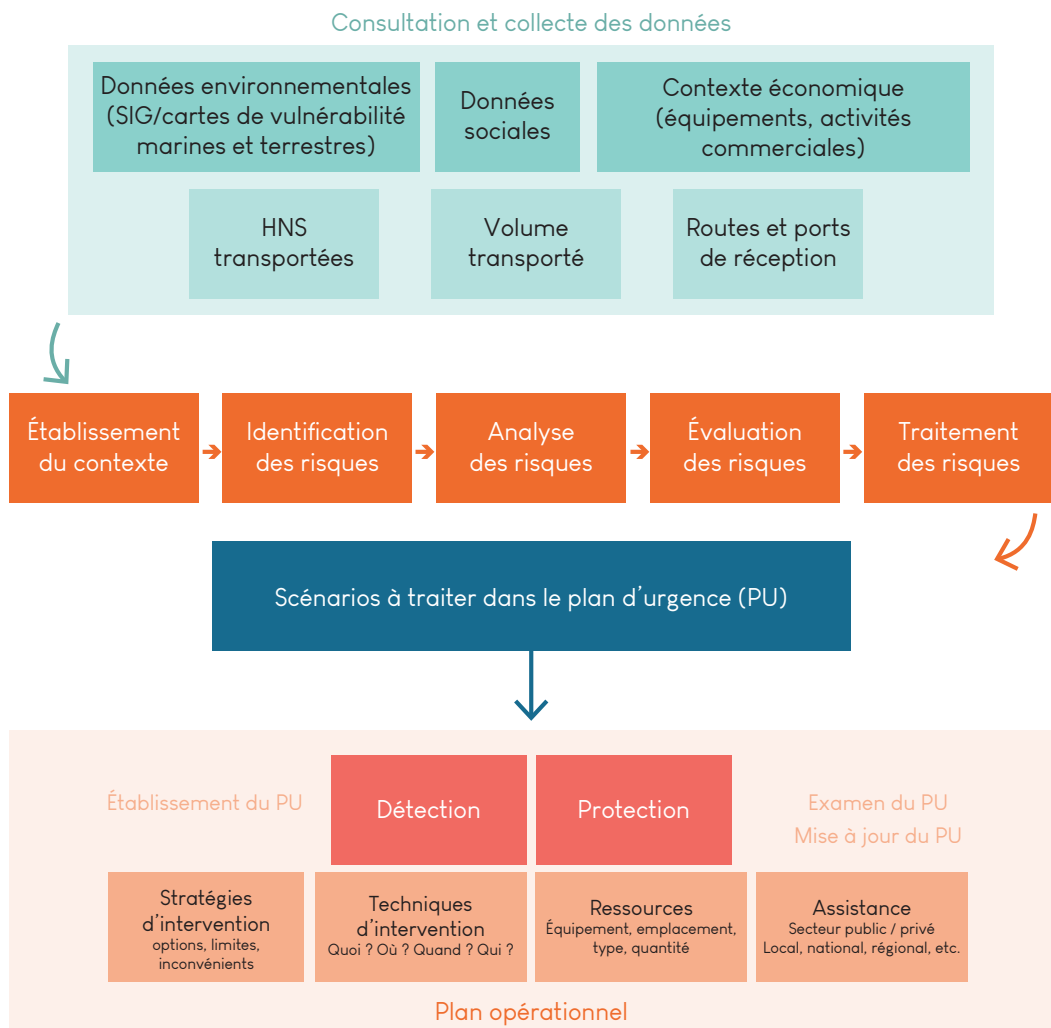 Consultation et collecte des données
Données environnementales
(SIG/cartes de vulnérabilité
marines et terrestres)
Données
sociales
Contexte économique
(équipements, activités
commerciales)
HNS
transportées
Volume
transporté
Routes et ports
de réception
Établissement
du contexte
Identification
des risques
Analyse
des risques
Évaluation
des risques
Traitement
des risques
Scénarios à traiter dans le plan d’urgence (PU)
Établissement du PU
Détection
Protection
Examen du PU
Mise à jour du PU
Stratégies
d’intervention
options, limites,
inconvénients
Techniques
d’intervention
Quoi ? Où ? Quand ? Qui ?
Ressources
Équipement, emplacement,
type, quantité
Assistance
Secteur public / privé
Local, national, régional, etc.
Plan opérationnel